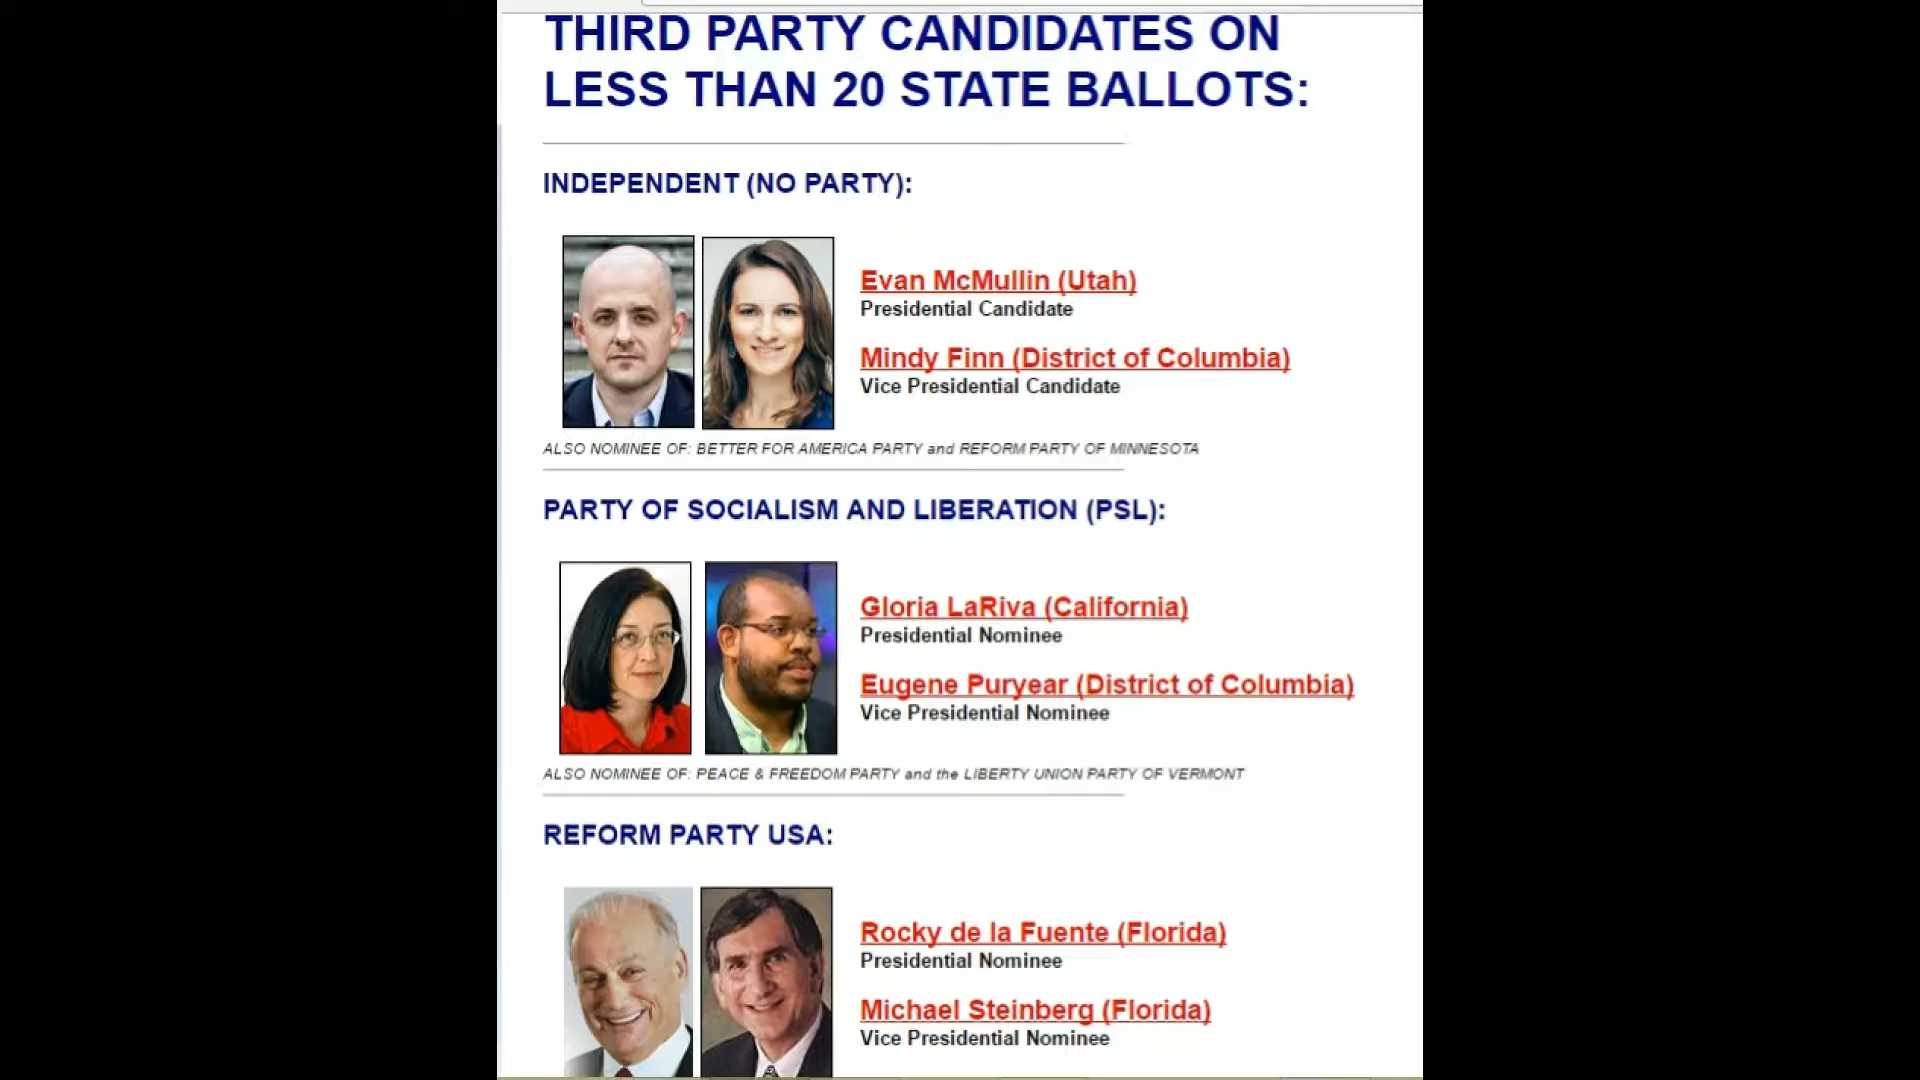 THIRD PARTY CANDIDATES ON
LESS THAN 20 STATE BALLOTS:
INDEPENDENT (NO PARTY):
Evan McMullin (Utah)
Presidential Candidate
Mindy Finn (District of Columbia)
Vice Presidential Candidate
ALSO NOMINEE OF: BETTER FOR AMERICA PARTY and REFORM PARTY OF MINNESOTA
PARTY OF SOCIALISM AND LIBERATION (PSL):
Gloria LaRiva (California)
Presidential Nominee
Eugene Puryear (District of Columbia)
Vice Presidential Nominee
ALSO NOMINEE OF: PEACE & FREEDOM PARTY and the LIBERTY UNION PARTY OF VERMONT
REFORM PARTY USA:
Rocky de la Fuente (Florida)
Presidential Nominee
Michael Steinberg (Florida)
Vice Presidential Nominee